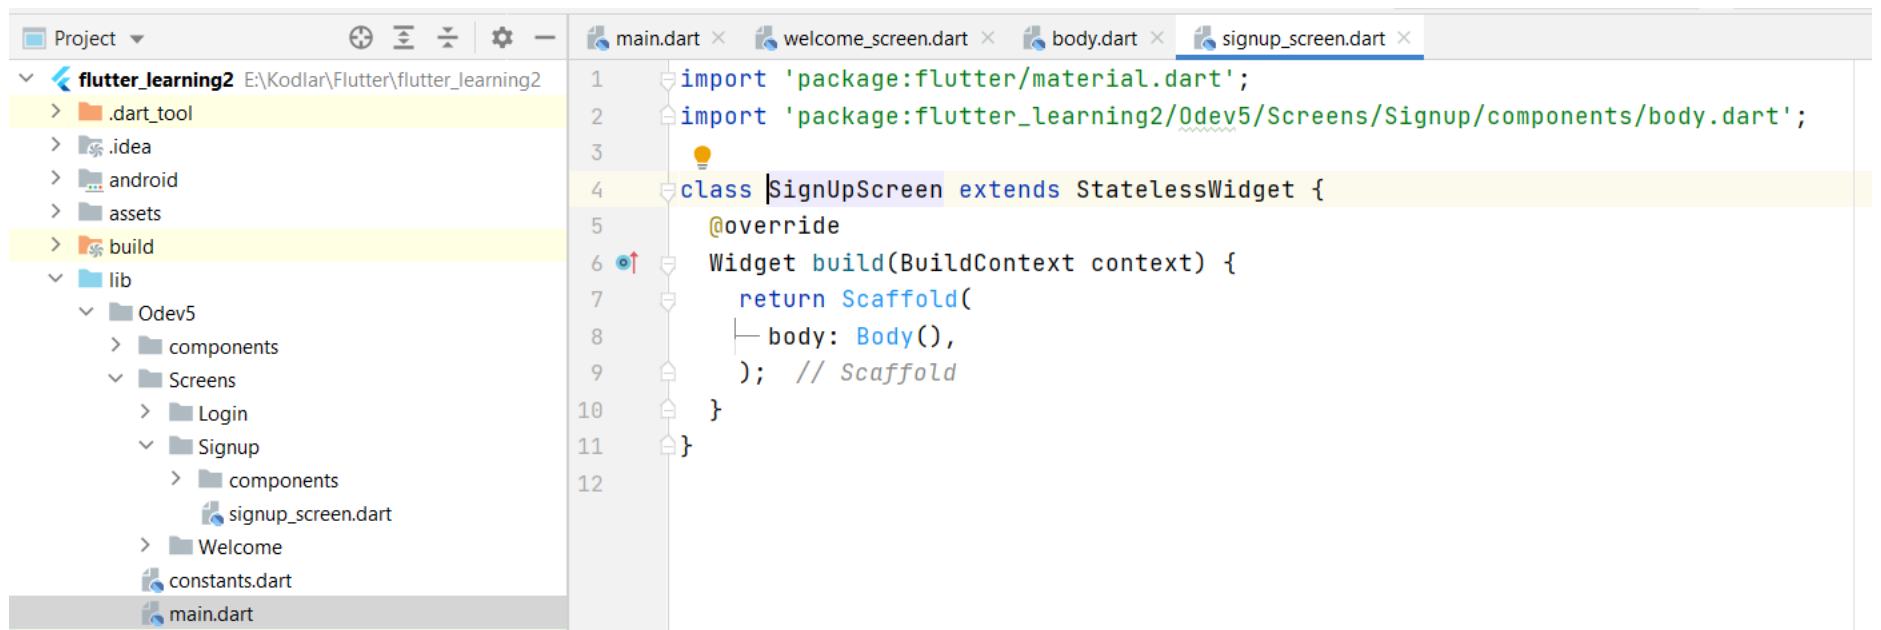 Project
main.dart
welcome_screen.dart
body.dart
signup_screen.dart
flutter_learning2 E:\Kodlar\Flutter\flutter_learning2
.dart_tool
.idea
android
assets
build
lib
Odev5
components
Screens
Login
Signup
components
signup_screen.dart
Welcome
constants.dart
main.dart
1 import 'package:flutter/material.dart';
2 import 'package:flutter_learning2/Odev5/Screens/Signup/components/body.dart';
3
4 class SignUpScreen extends StatelessWidget {
5 @override
6 Widget build(BuildContext context) {
7 return Scaffold(
8 body: Body(),
9 ); // Scaffold
10 }
11 }
12